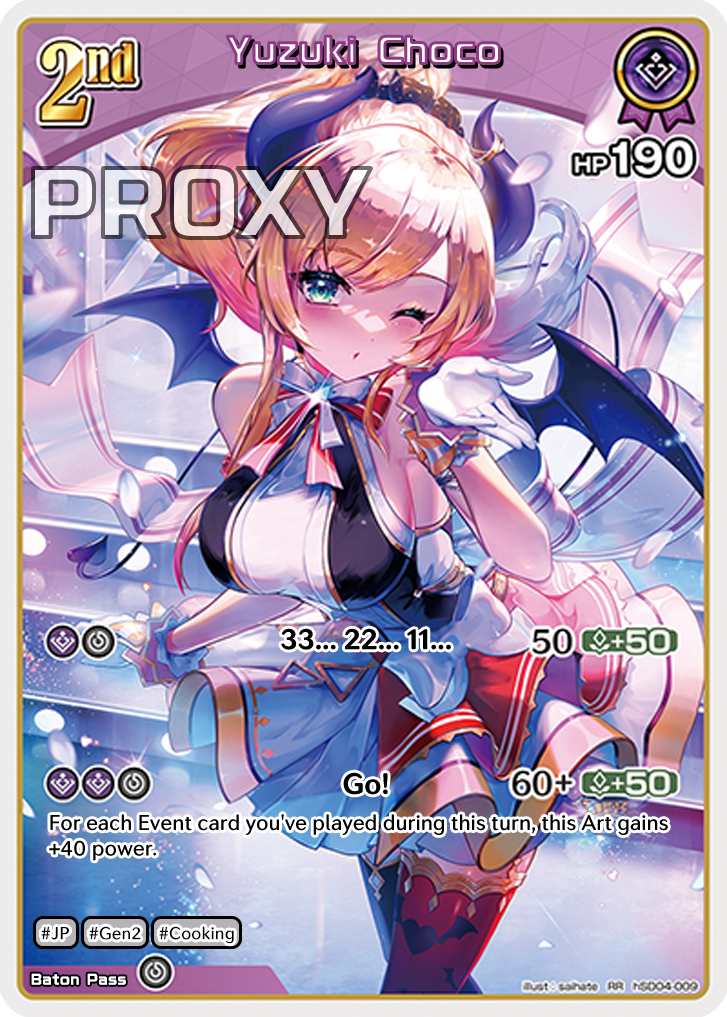 2nd
Yuzuki Choco
HP190
PROXY
33... 22... 11... 50 +50
Go! 60+ +50
For each Event card you've played during this turn, this Art gains
+40 power.
#JP #Gen2 #Cooking
Baton Pass
illust : saihate RR hSD04-009